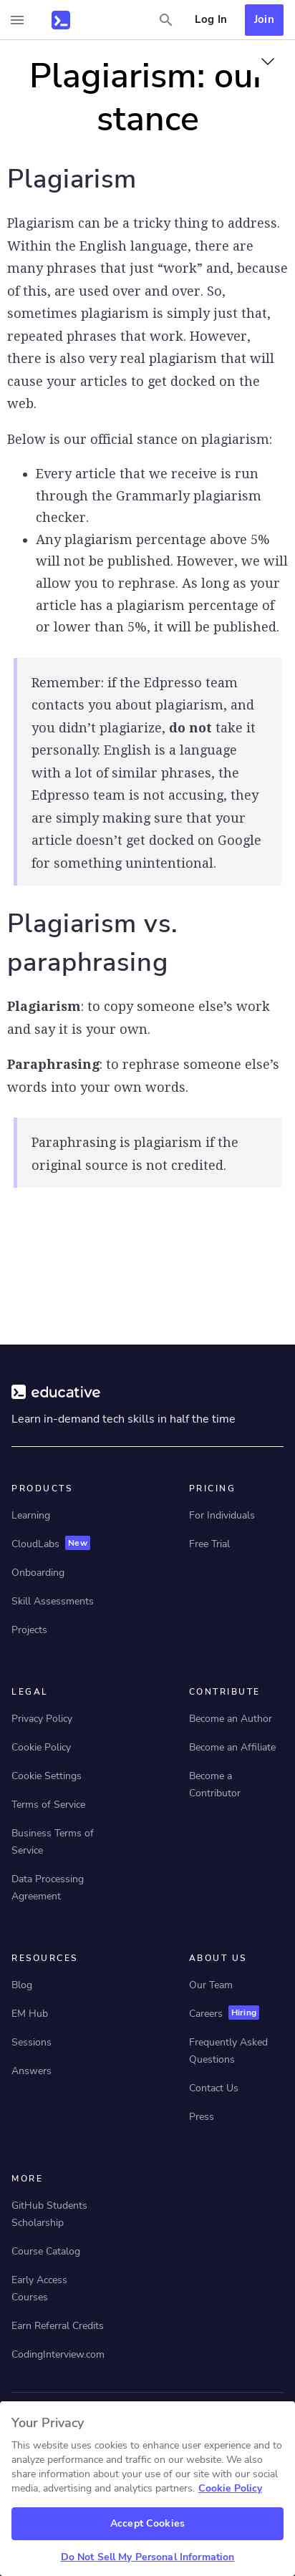 Log In
Join
Plagiarism: our
stance
Plagiarism
Plagiarism can be a tricky thing to address.
Within the English language, there are
many phrases that just “work” and, because
of this, are used over and over. So,
sometimes plagiarism is simply just that,
repeated phrases that work. However,
there is also very real plagiarism that will
cause your articles to get docked on the
web.
Below is our official stance on plagiarism:
• Every article that we receive is run
through the Grammarly plagiarism
checker.
• Any plagiarism percentage above 5%
will not be published. However, we will
allow you to rephrase. As long as your
article has a plagiarism percentage of
or lower than 5%, it will be published.
Remember: if the Edpresso team
contacts you about plagiarism, and
you didn’t plagiarize, do not take it
personally. English is a language
with a lot of similar phrases, the
Edpresso team is not accusing, they
are simply making sure that your
article doesn’t get docked on Google
for something unintentional.
Plagiarism vs.
paraphrasing
Plagiarism: to copy someone else’s work
and say it is your own.
Paraphrasing: to rephrase someone else’s
words into your own words.
Paraphrasing is plagiarism if the
original source is not credited.
educative
Learn in-demand tech skills in half the time
PRODUCTS
Learning
CloudLabs New
Onboarding
Skill Assessments
Projects
PRICING
For Individuals
Free Trial
LEGAL
Privacy Policy
Cookie Policy
Cookie Settings
Terms of Service
Business Terms of
Service
Data Processing
Agreement
CONTRIBUTE
Become an Author
Become an Affiliate
Become a
Contributor
RESOURCES
Blog
EM Hub
Sessions
Answers
ABOUT US
Our Team
Careers Hiring
Frequently Asked
Questions
Contact Us
Press
MORE
GitHub Students
Scholarship
Course Catalog
Early Access
Courses
Earn Referral Credits
CodingInterview.com
Your Privacy
This website uses cookies to enhance user experience and to
analyze performance and traffic on our website. We also
share information about your use of our site with our social
media, advertising and analytics partners. Cookie Policy
Accept Cookies
Do Not Sell My Personal Information